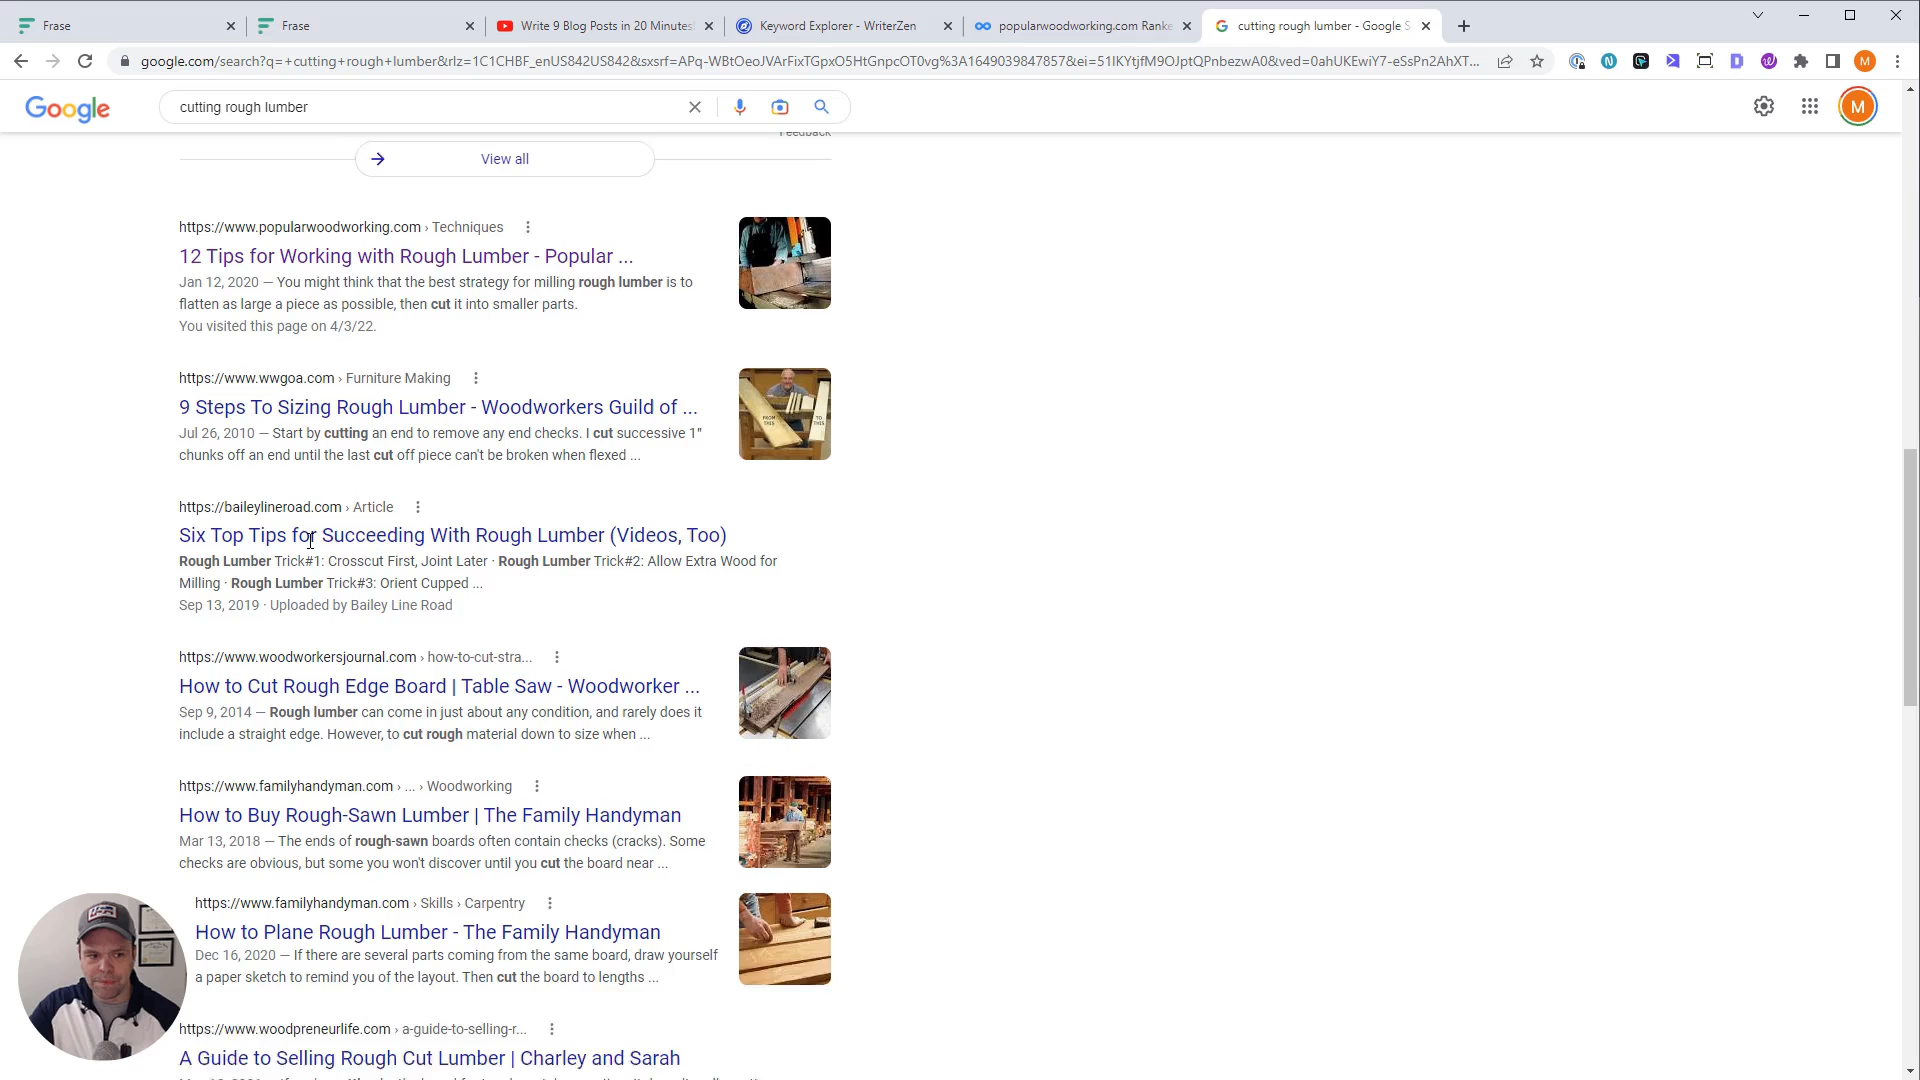 Frase
Frase
Write 9 Blog Posts in 20 Minutes!
Keyword Explorer - WriterZen
popularwoodworking.com Ranke
cutting rough lumber - Google S
google.com/search?q=+cutting+rough+lumber&rlz=1C1CHBF_enUS842US842&sxsrf=APq-WBtOeoJVArFixTGpxO5HtGnpcOT0vg%3A1649039847857&ei=51lKYtjfM9OJptQPnbezwA0&ved=0ahUKEwiY7-eSsPn2AhXT...
M
Google
cutting rough lumber
M
Feedback
View all
https://www.popularwoodworking.com › Techniques
12 Tips for Working with Rough Lumber - Popular ...
Jan 12, 2020 — You might think that the best strategy for milling rough lumber is to
flatten as large a piece as possible, then cut it into smaller parts.
You visited this page on 4/3/22.
https://www.wwgoa.com › Furniture Making
9 Steps To Sizing Rough Lumber - Woodworkers Guild of ...
Jul 26, 2010 — Start by cutting an end to remove any end checks. I cut successive 1″
chunks off an end until the last cut off piece can't be broken when flexed ...
FROM THIS
TO THIS
https://baileylineroad.com › Article
Six Top Tips for Succeeding With Rough Lumber (Videos, Too)
Rough Lumber Trick#1: Crosscut First, Joint Later · Rough Lumber Trick#2: Allow Extra Wood for
Milling · Rough Lumber Trick#3: Orient Cupped ...
Sep 13, 2019 · Uploaded by Bailey Line Road
https://www.woodworkersjournal.com › how-to-cut-stra...
How to Cut Rough Edge Board | Table Saw - Woodworker ...
Sep 9, 2014 — Rough lumber can come in just about any condition, and rarely does it
include a straight edge. However, to cut rough material down to size when ...
https://www.familyhandyman.com › ... › Woodworking
How to Buy Rough-Sawn Lumber | The Family Handyman
Mar 13, 2018 — The ends of rough-sawn boards often contain checks (cracks). Some
checks are obvious, but some you won't discover until you cut the board near ...
https://www.familyhandyman.com › Skills › Carpentry
How to Plane Rough Lumber - The Family Handyman
Dec 16, 2020 — If there are several parts coming from the same board, draw yourself
a paper sketch to remind you of the layout. Then cut the board to lengths ...
https://www.woodpreneurlife.com › a-guide-to-selling-r...
A Guide to Selling Rough Cut Lumber | Charley and Sarah